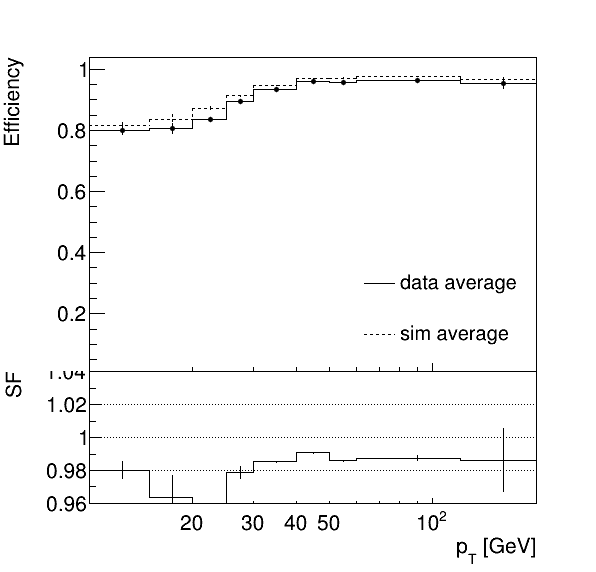 Efficiency
1
0.8
0.6
0.4
0.2
data average
sim average
SF
1.04
1.02
1
0.98
0.96
20 30 40 50 10²
p_T [GeV]